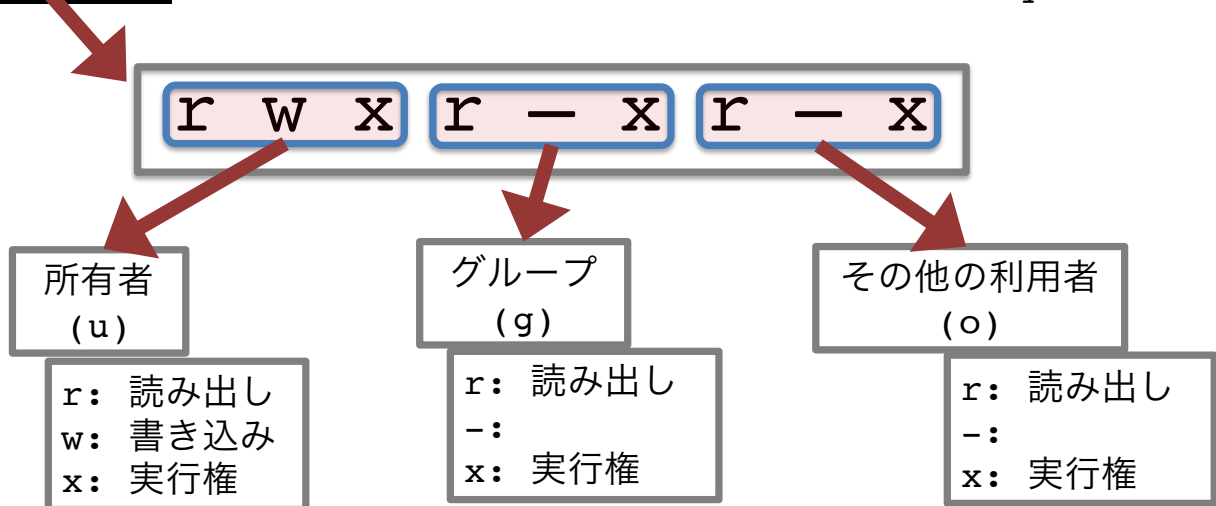 r w x r - x r - x
所有者
(u)
r: 読み出し
w: 書き込み
x: 実行権
グループ
(g)
r: 読み出し
-:
x: 実行権
その他の利用者
(o)
r: 読み出し
-:
x: 実行権